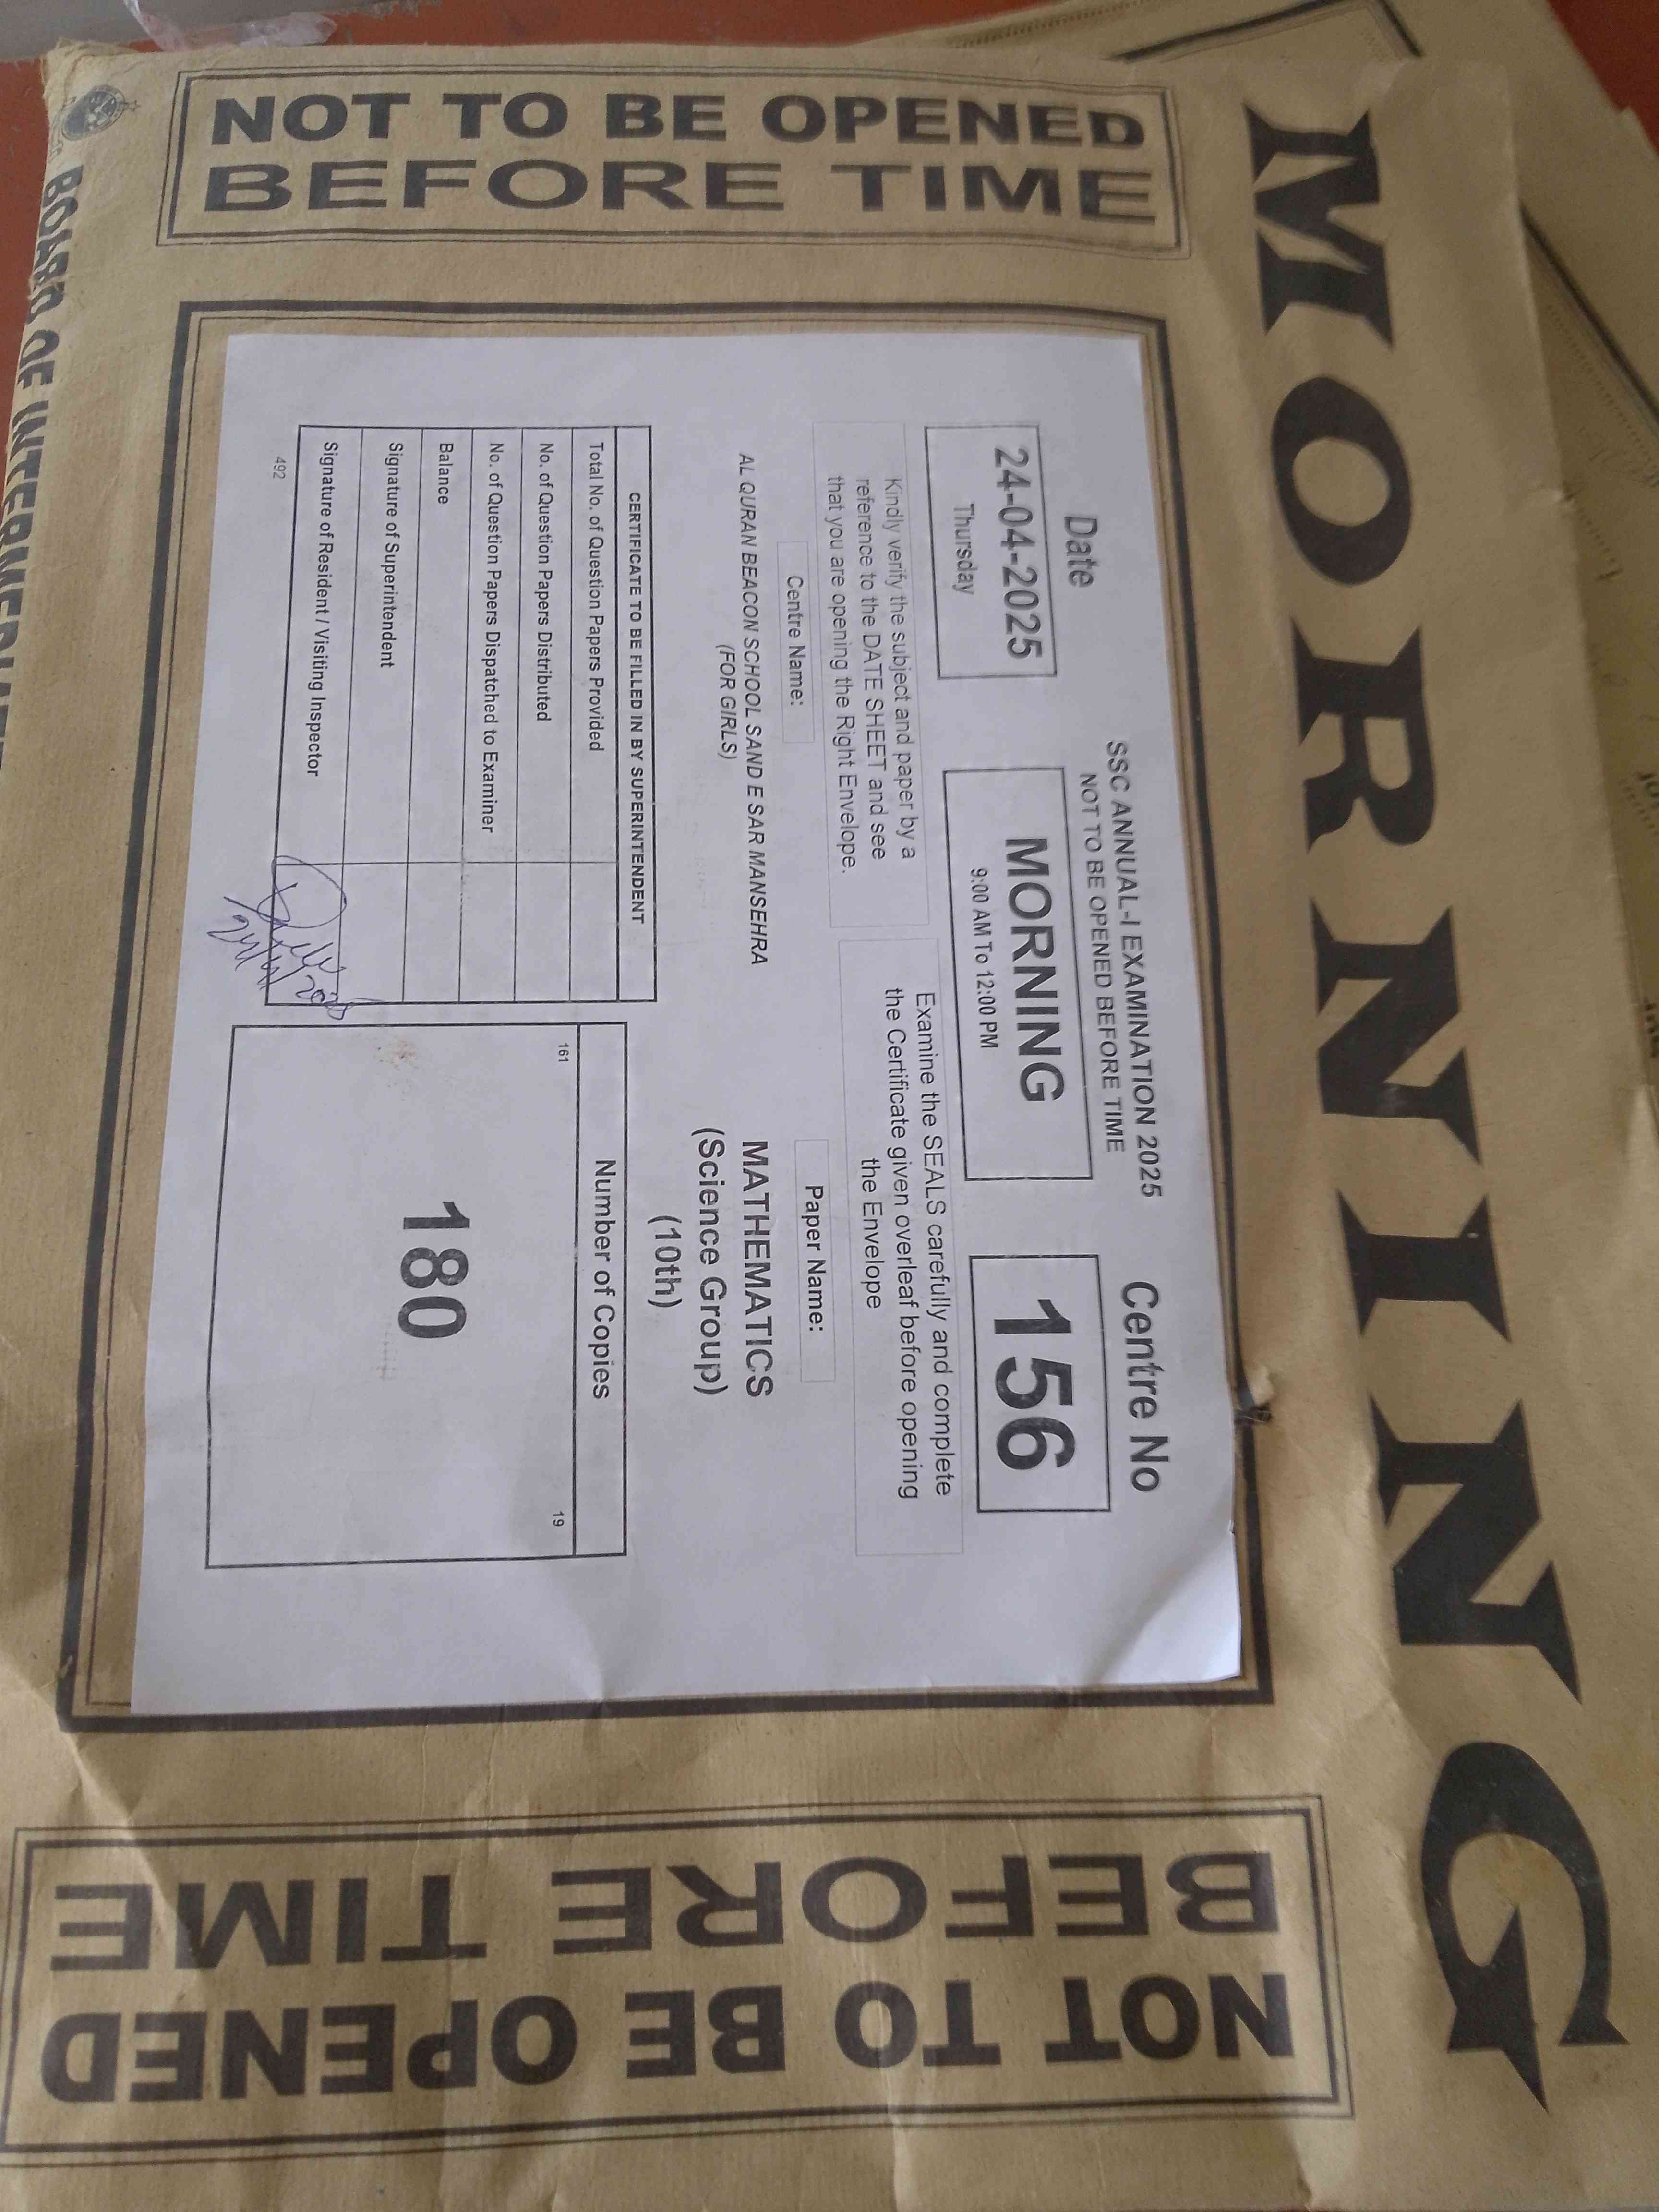 MORNING
NOT TO BE OPENED
BEFORE TIME
SSC ANNUAL-I EXAMINATION 2025
NOT TO BE OPENED BEFORE TIME
Date
24-04-2025
Thursday
MORNING
9:00 AM To 12:00 PM
Centre No
156
Kindly verify the subject and paper by a
reference to the DATE SHEET and see
that you are opening the Right Envelope.
Examine the SEALS carefully and complete
the Certificate given overleaf before opening
the Envelope
Centre Name:
AL QURAN BEACON SCHOOL SAND E SAR MANSEHRA
(FOR GIRLS)
Paper Name:
MATHEMATICS
(Science Group)
(10th)
CERTIFICATE TO BE FILLED IN BY SUPERINTENDENT
Total No. of Question Papers Provided
No. of Question Papers Distributed
No. of Question Papers Dispatched to Examiner
Balance
Signature of Superintendent
Signature of Resident / Visiting Inspector
492
Number of Copies
161
19
180
NOT TO BE OPENED
BEFORE TIME
BOARD OF INTERMEDIATE